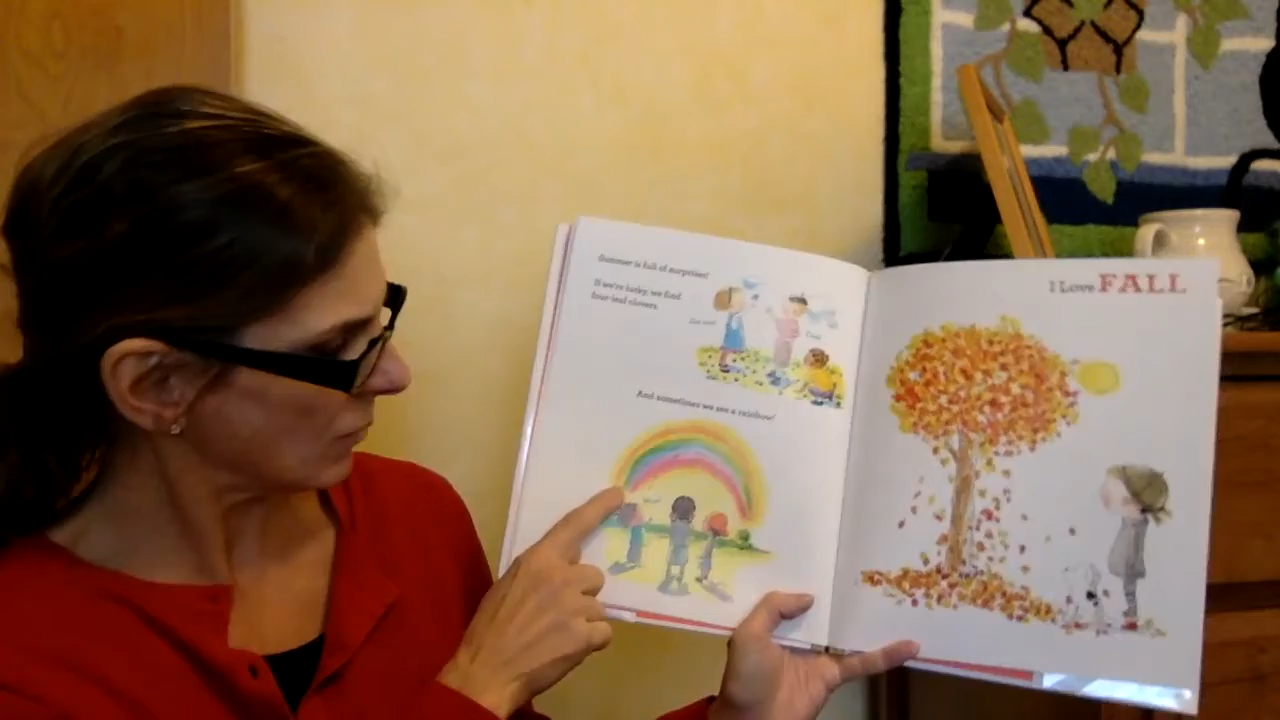 Summer is full of surprises!
If we're lucky, we find
four-leaf clovers.
And sometimes we see a rainbow!
I Love FALL